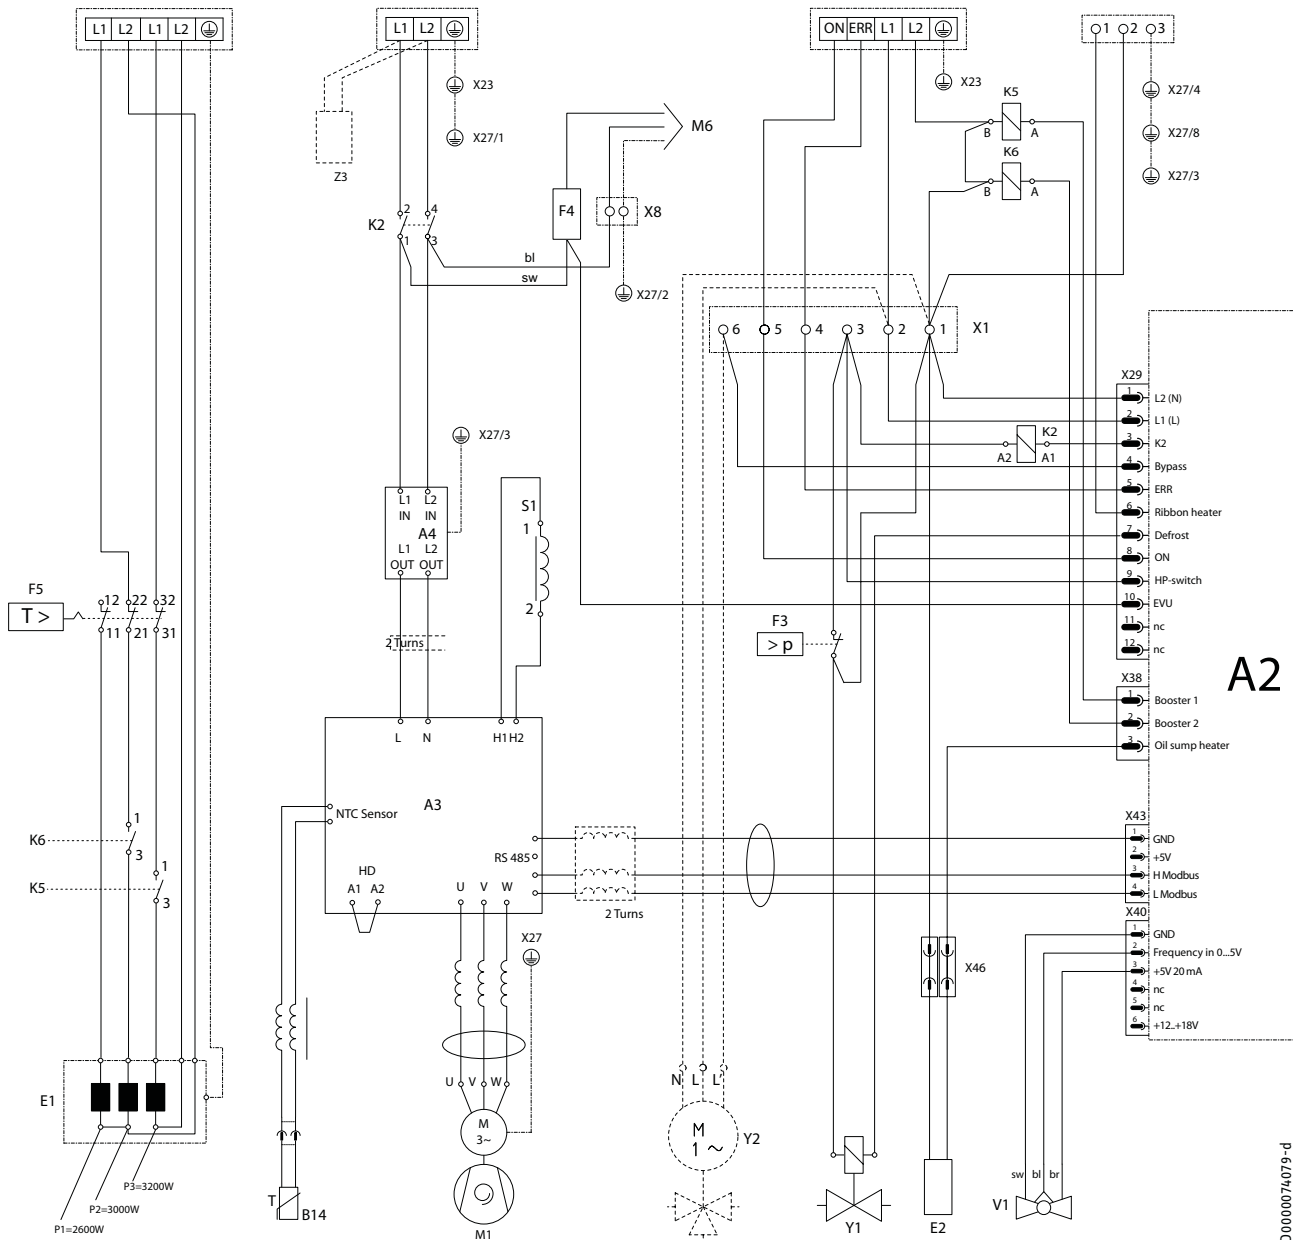 L1 L2 L1 L2
L1 L2
ON ERR L1 L2
1 2 3
X23
X27/1
Z3
M6
X23
K5
B A
K6
B A
X27/4
X27/8
X27/3
K2
2 4
1 3
F4
X8
bl
sw
X27/2
6 5 4 3 2 1
X1
X27/3
L1 L2
IN IN
A4
L1 L2
OUT OUT
S1
1
2
2 Turns
F5
T >
12 22 32
11 21 31
K2
A2 A1
F3
> p
X29
1 L2 (N)
2 L1 (L)
3 K2
4 Bypass
5 ERR
6 Ribbon heater
7 Defrost
8 ON
9 HP-switch
10 EVU
11 nc
12 nc
A2
X38
1 Booster 1
2 Booster 2
3 Oil sump heater
L N H1 H2
A3
NTC Sensor
RS 485
HD
A1 A2
U V W
2 Turns
X43
1 GND
2 +5V
3 H Modbus
4 L Modbus
X40
1 GND
2 Frequency in 0...5V
3 +5V 20 mA
4 nc
5 nc
6 +12..+18V
K6
1
3
K5
1
3
X27
X46
U V W
M
3~
M1
E1
P3=3200W
P2=3000W
P1=2600W
T
B14
N L L'
M
1 ~
Y2
Y1
E2
sw bl br
V1
D0000074079-d